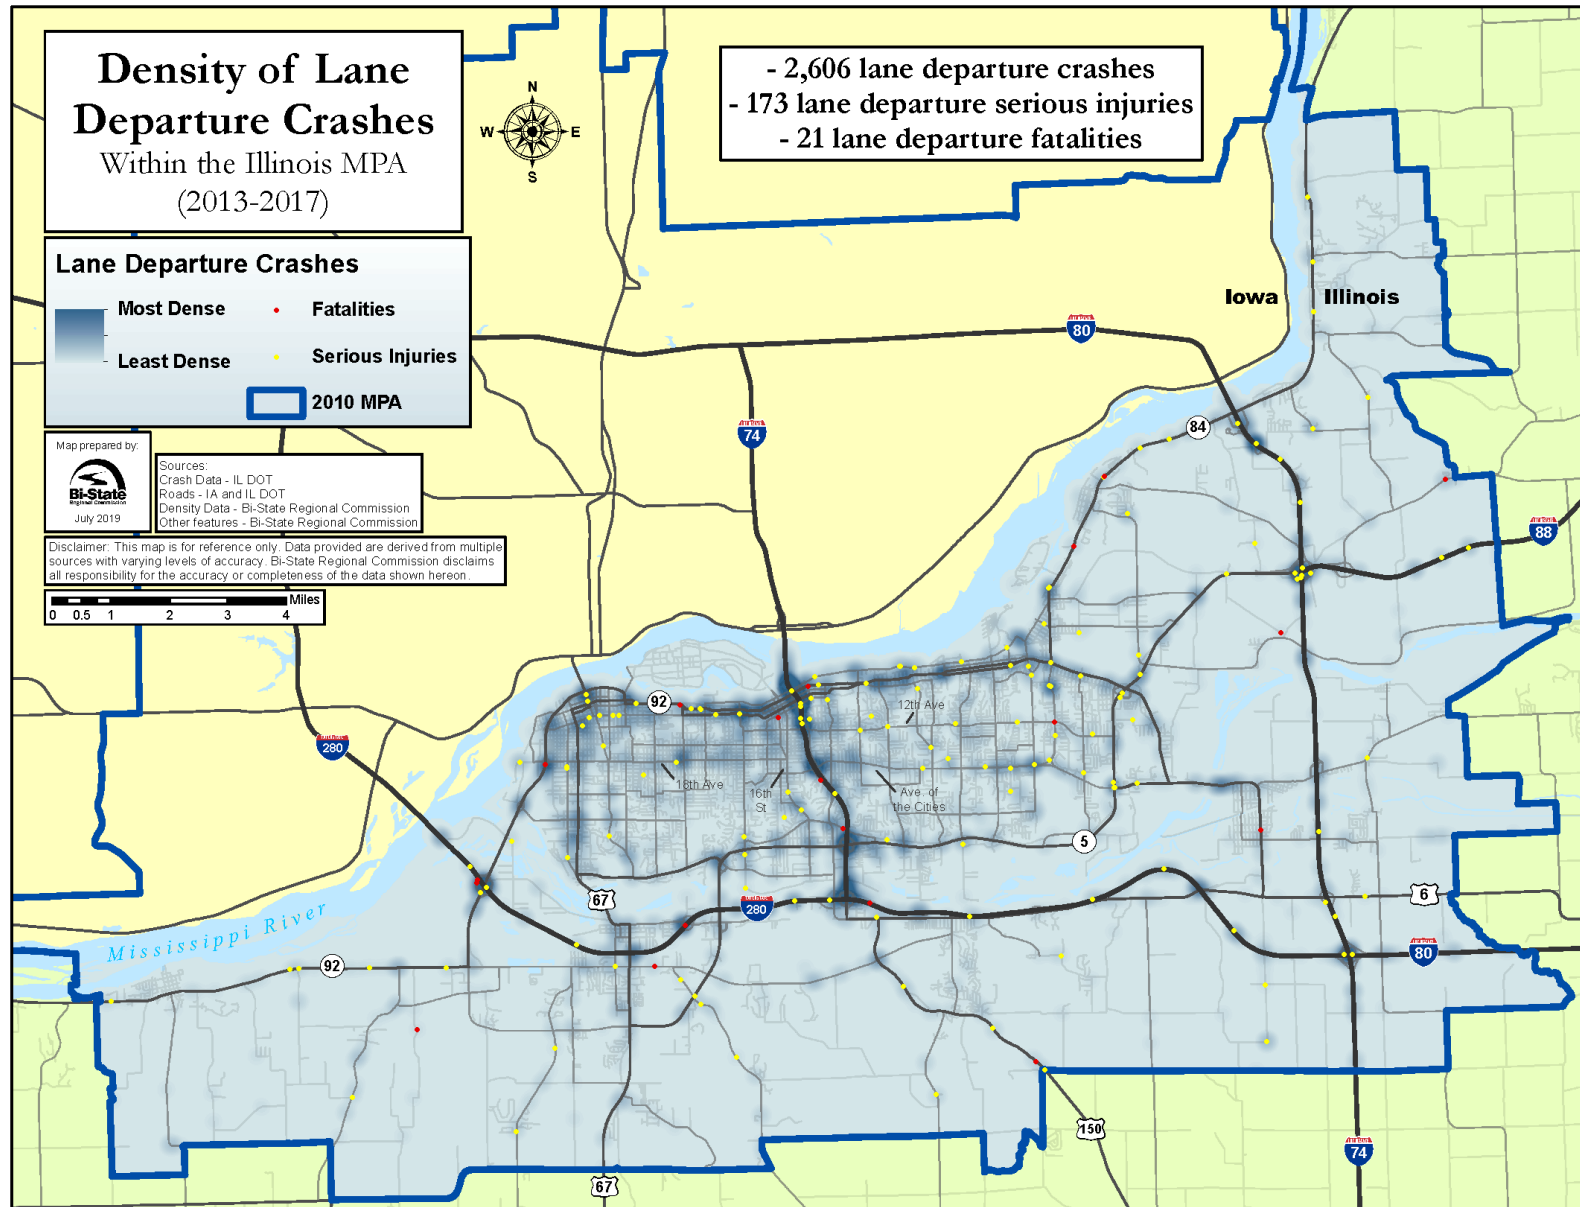 Density of Lane
Departure Crashes
Within the Illinois MPA
(2013-2017)
- 2,606 lane departure crashes
- 173 lane departure serious injuries
- 21 lane departure fatalities
N
W
E
S
Lane Departure Crashes
Most Dense
Fatalities
Least Dense
Serious Injuries
2010 MPA
Map prepared by:
Bi-State
Regional Commission
July 2019
Sources:
Crash Data - IL DOT
Roads - IA and IL DOT
Density Data - Bi-State Regional Commission
Other features - Bi-State Regional Commission
Disclaimer: This map is for reference only. Data provided are derived from multiple
sources with varying levels of accuracy. Bi-State Regional Commission disclaims
all responsibility for the accuracy or completeness of the data shown hereon.
Miles
0 0.5 1 2 3 4
Iowa
Illinois
80
74
84
88
92
12th Ave
280
18th Ave
16th
St
Ave. of
the Cities
5
67
280
6
Mississippi River
92
80
150
74
67